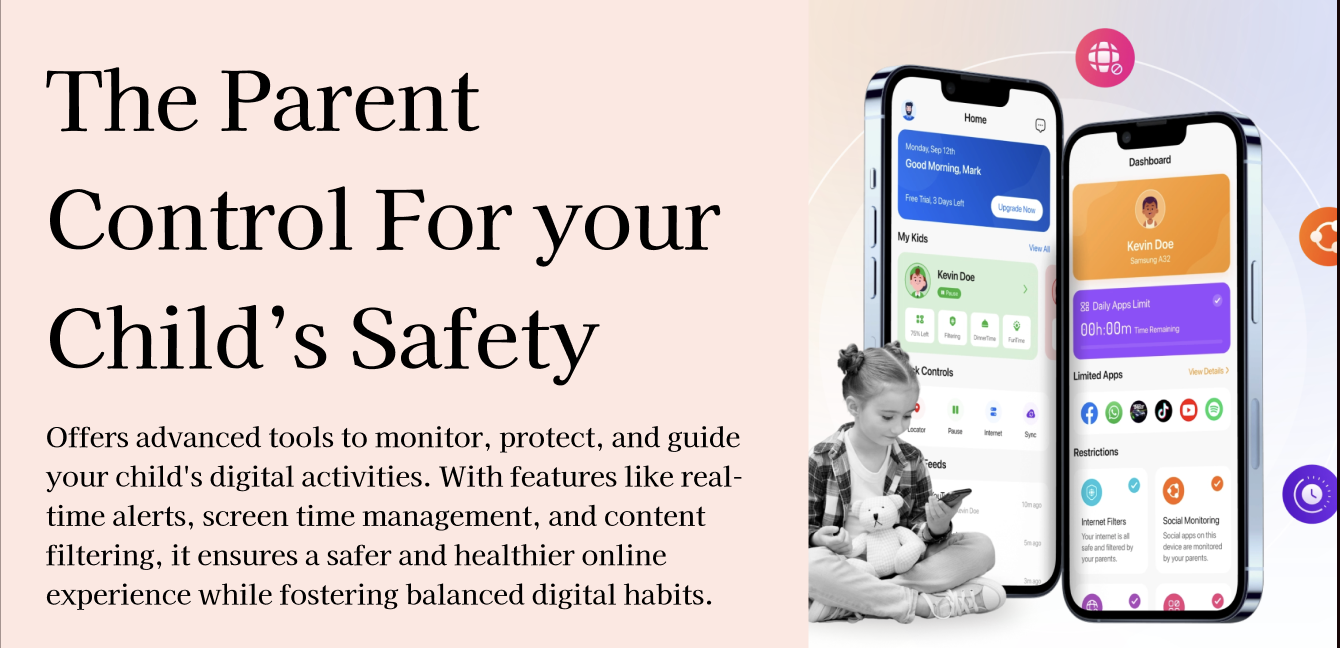 The Parent
Control For your
Child’s Safety
Offers advanced tools to monitor, protect, and guide
your child's digital activities. With features like real-
time alerts, screen time management, and content
filtering, it ensures a safer and healthier online
experience while fostering balanced digital habits.
Home
Monday, Sep 12th
Good Morning, Mark
Free Trial, 3 Days Left
Upgrade Now
My Kids
View All
Kevin Doe
Pause
75% Left
Filtering
DinnerTime
FunTime
ck Controls
Locator
Pause
Internet
Sync
Feeds
10m ago
Kevin Doe
5m ago
3m ago
Dashboard
Kevin Doe
Samsung A32
Daily Apps Limit
00h:00m Time Remaining
Limited Apps
View Details
Restrictions
Internet Filters
Your internet is all
safe and filtered by
your parents.
Social Monitoring
Social apps on this
device are monitored
by your parents.